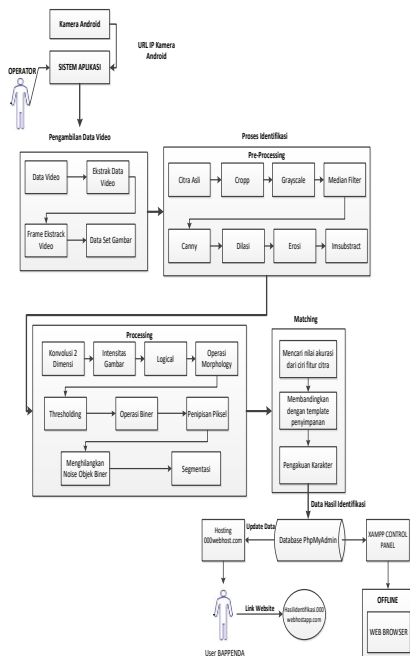 Kamera Android
URL IP Kamera
Android
OPERATOR
SISTEM APLIKASI
Pengambilan Data Video
Proses Identifikasi
Pre-Processing
Data Video
Ekstrak Data
Video
Frame Ekstrack
Video
Data Set Gambar
Citra Asli
Cropp
Grayscale
Median Filter
Canny
Dilasi
Erosi
Imsubstract
Processing
Konvolusi 2
Dimensi
Intensitas
Gambar
Logical
Operasi
Morphology
Thresholding
Operasi Biner
Penipisan Piksel
Menghilangkan
Noise Objek Biner
Segmentasi
Matching
Mencari nilai akurasi
dari ciri fitur citra
Membandingkan
dengan template
penyimpanan
Pengakuan Karakter
Data Hasil Identifikasi
Hosting
000webhost.com
Update Data
Database PhpMyAdmin
XAMPP CONTROL
PANEL
Link Website
HasilIdentifikasi.000
webhostapp.com
User BAPPENDA
OFFLINE
WEB BROWSER